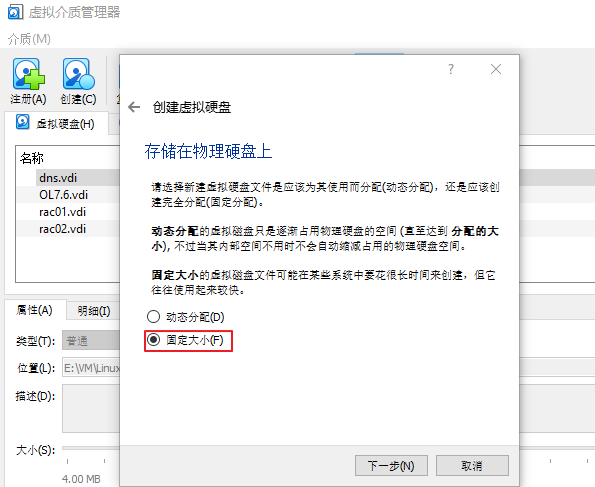 虚拟介质管理器
介质(M)
注册(A)
创建(C)
虚拟硬盘(H)
名称
dns.vdi
OL7.6.vdi
rac01.vdi
rac02.vdi
属性(A)
明细(I)
类型(T):
普通
位置(L):
E:\VM\Linux
描述(D):
大小(S):
4.00 MB
?
创建虚拟硬盘
存储在物理硬盘上
请选择新建虚拟硬盘文件是应该为其使用而分配(动态分配)，还是应该创
建完全分配(固定分配)。
动态分配的虚拟磁盘只是逐渐占用物理硬盘的空间 (直至达到 分配的大
小)，不过当其内部空间不用时不会自动缩减占用的物理硬盘空间。
固定大小的虚拟磁盘文件可能在某些系统中要花很长时间来创建，但它
往往使用起来较快。
动态分配(D)
固定大小(F)
下一步(N)
取消